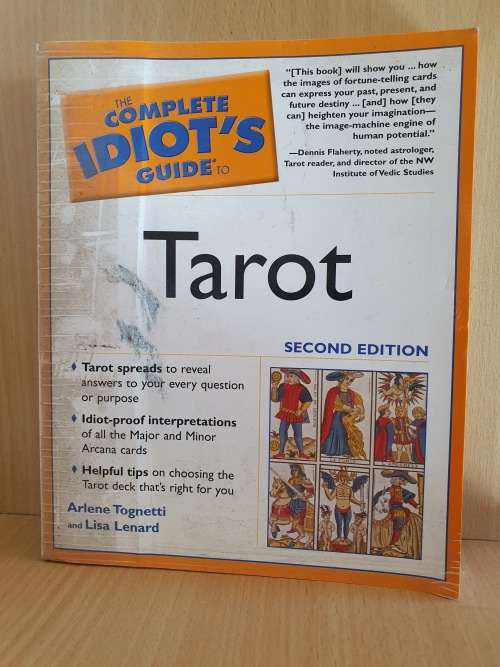 THE
COMPLETE
IDIOT'S
GUIDE® TO
"[This book] will show you ... how
the images of fortune-telling cards
can express your past, present, and
future destiny ... [and] how [they
can] heighten your imagination—
the image-machine engine of
human potential."
—Dennis Flaherty, noted astrologer,
Tarot reader, and director of the NW
Institute of Vedic Studies
Tarot
SECOND EDITION
Tarot spreads to reveal
answers to your every question
or purpose
Idiot-proof interpretations
of all the Major and Minor
Arcana cards
Helpful tips on choosing the
Tarot deck that's right for you
Arlene Tognetti
and Lisa Lenard